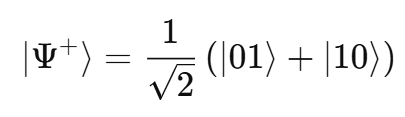 |Ψ⁺⟩ = 1/√2 (|01⟩ + |10⟩)